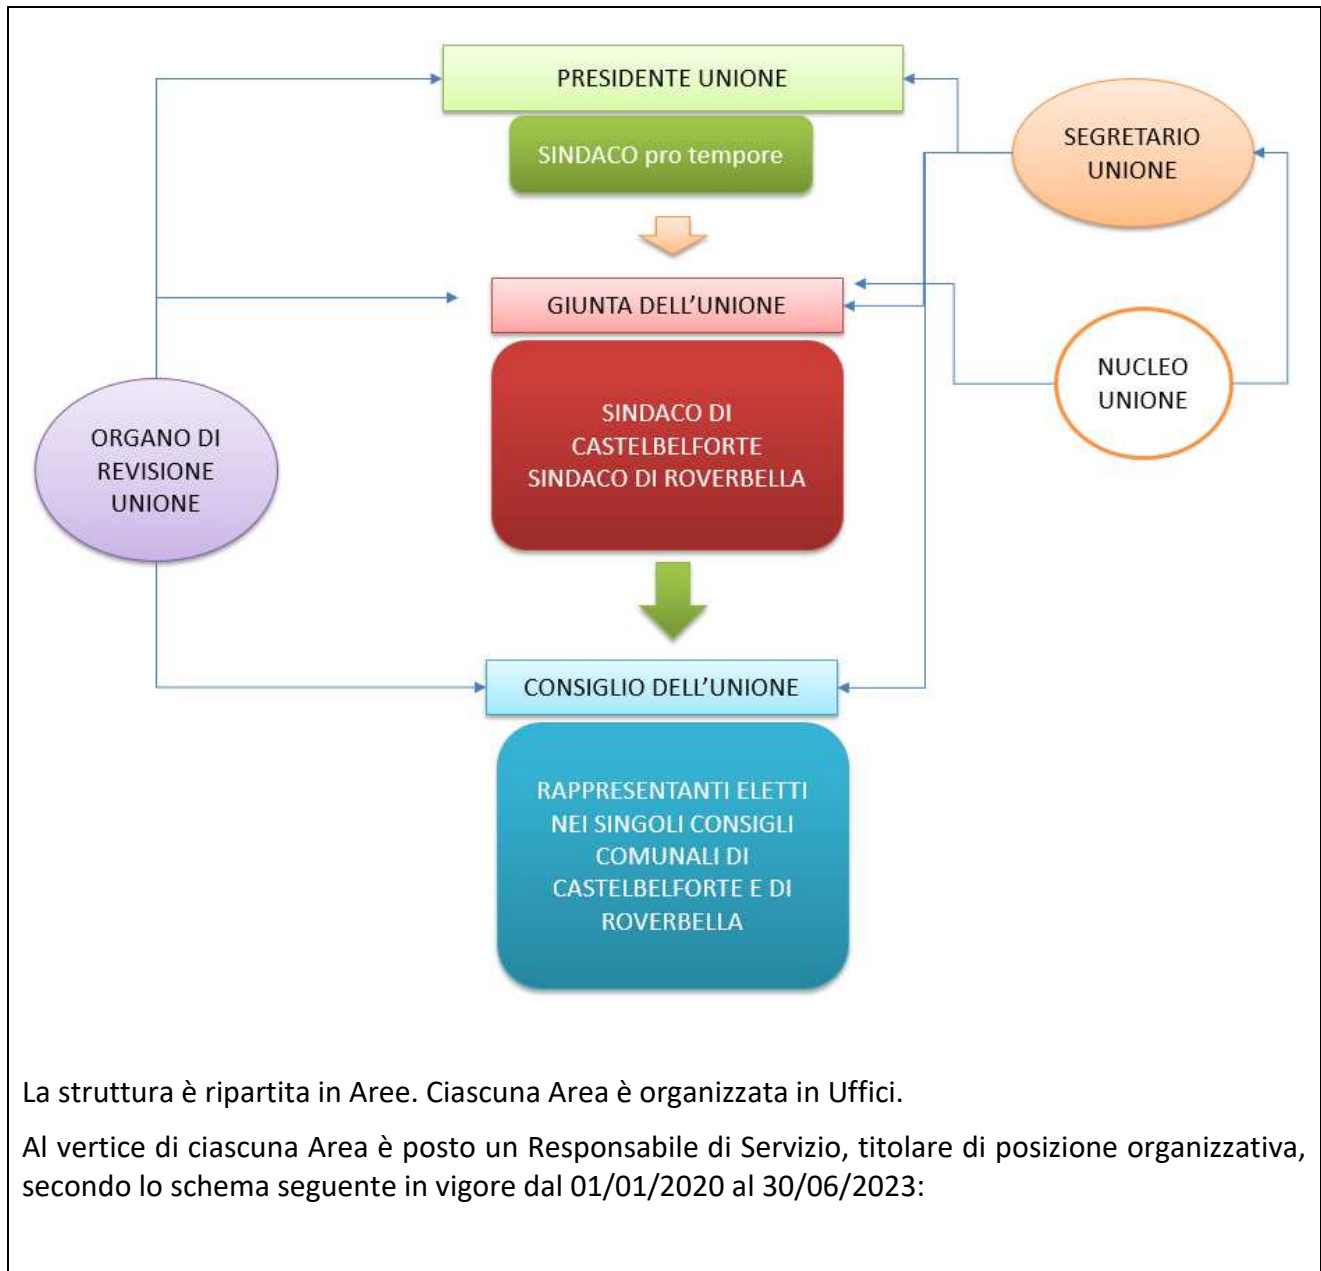 PRESIDENTE UNIONE
SINDACO pro tempore
SEGRETARIO
UNIONE
GIUNTA DELL'UNIONE
NUCLEO
UNIONE
SINDACO DI
CASTELBELFORTE
SINDACO DI ROVERBELLA
ORGANO DI
REVISIONE
UNIONE
CONSIGLIO DELL'UNIONE
RAPPRESENTANTI ELETTI
NEI SINGOLI CONSIGLI
COMUNALI DI
CASTELBELFORTE E DI
ROVERBELLA
La struttura è ripartita in Aree. Ciascuna Area è organizzata in Uffici.
Al vertice di ciascuna Area è posto un Responsabile di Servizio, titolare di posizione organizzativa,
secondo lo schema seguente in vigore dal 01/01/2020 al 30/06/2023: